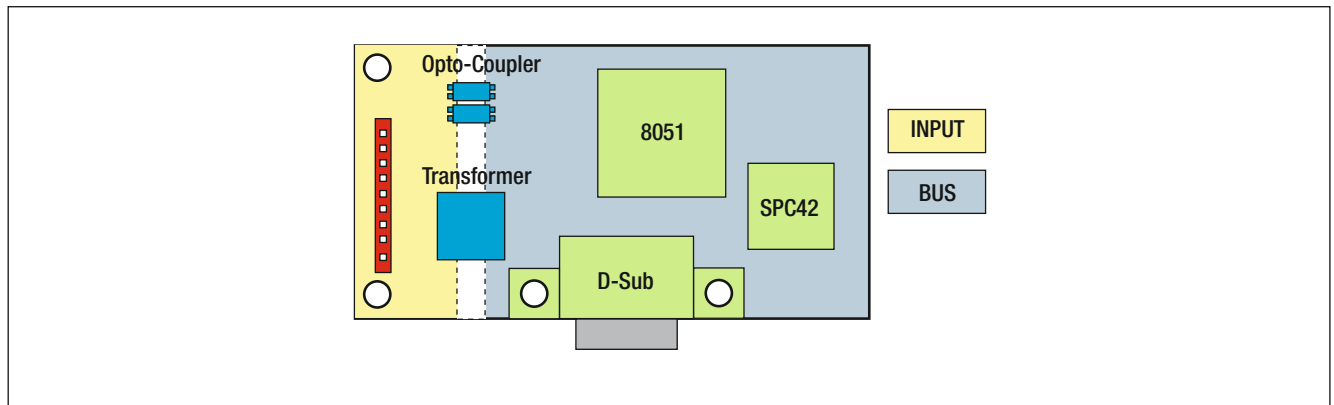 Opto-Coupler
8051
INPUT
Transformer
BUS
SPC42
D-Sub